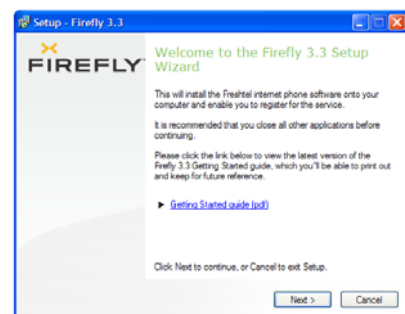 Setup - Firefly 3.3
FIREFLY
Welcome to the Firefly 3.3 Setup
Wizard
This will install the Freshtel internet phone software onto your
computer and enable you to register for the service.
It is recommended that you close all other applications before
continuing.
Please click the link below to view the latest version of the
Firefly 3.3 Getting Started guide, which you'll be able to print out
and keep for future reference.
Getting Started guide (pdf)
Click Next to continue, or Cancel to exit Setup.
Next >
Cancel